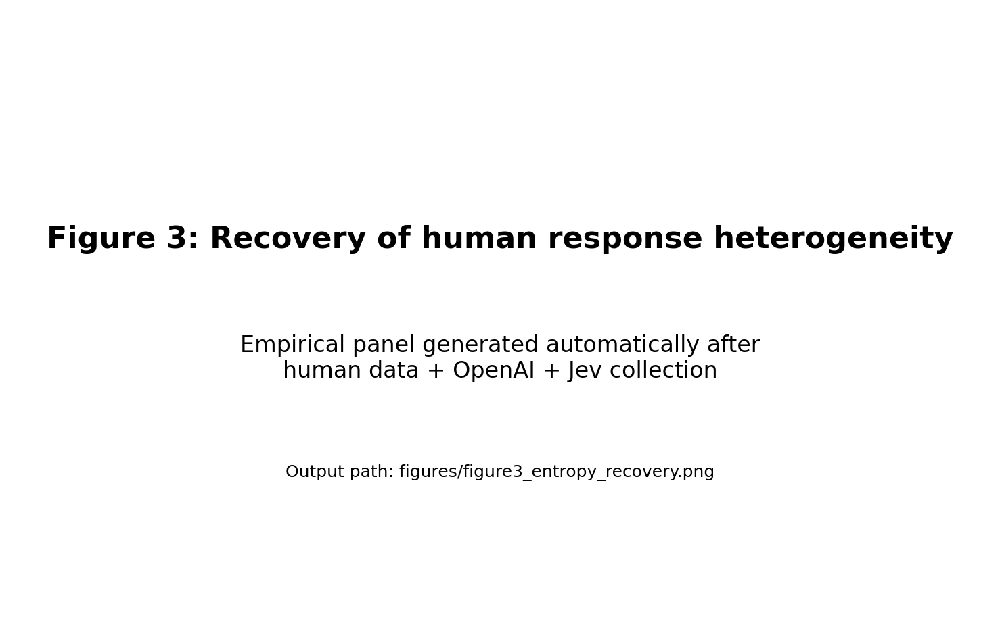 Figure 3: Recovery of human response heterogeneity
Empirical panel generated automatically after
human data + OpenAI + Jev collection
Output path: figures/figure3_entropy_recovery.png